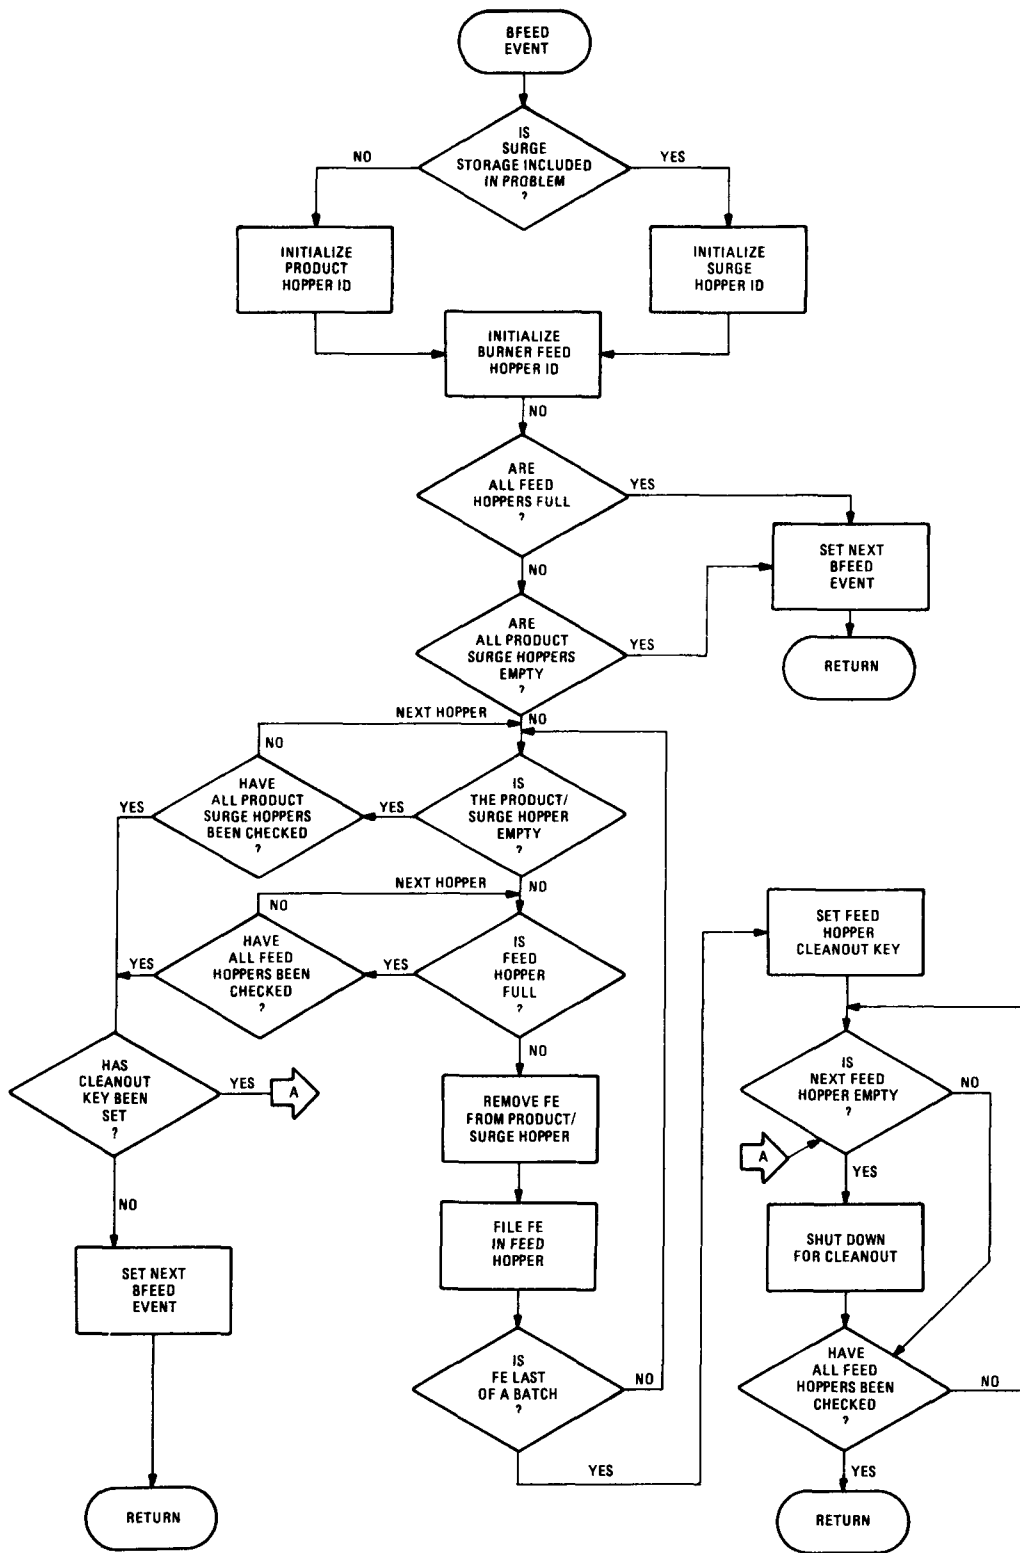 BFEED
EVENT
IS
SURGE
STORAGE INCLUDED
IN PROBLEM
?
NO
YES
INITIALIZE
PRODUCT
HOPPER ID
INITIALIZE
SURGE
HOPPER ID
INITIALIZE
BURNER FEED
HOPPER ID
NO
ARE
ALL FEED
HOPPERS FULL
?
YES
SET NEXT
BFEED
EVENT
NO
ARE
ALL PRODUCT
SURGE HOPPERS
EMPTY
?
YES
RETURN
NEXT HOPPER
NO
NO
HAVE
ALL PRODUCT
SURGE HOPPERS
BEEN CHECKED
?
YES
YES
IS
THE PRODUCT/
SURGE HOPPER
EMPTY
?
NEXT HOPPER
NO
NO
HAVE
ALL FEED
HOPPERS BEEN
CHECKED
?
YES
YES
IS
FEED
HOPPER
FULL
?
SET FEED
HOPPER
CLEANOUT KEY
NO
HAS
CLEANOUT
KEY BEEN
SET
?
YES
A
REMOVE FE
FROM PRODUCT/
SURGE HOPPER
IS
NEXT FEED
HOPPER EMPTY
?
NO
A
YES
NO
FILE FE
IN FEED
HOPPER
SHUT DOWN
FOR CLEANOUT
SET NEXT
BFEED
EVENT
IS
FE LAST
OF A BATCH
?
NO
HAVE
ALL FEED
HOPPERS BEEN
CHECKED
?
NO
YES
YES
RETURN
RETURN